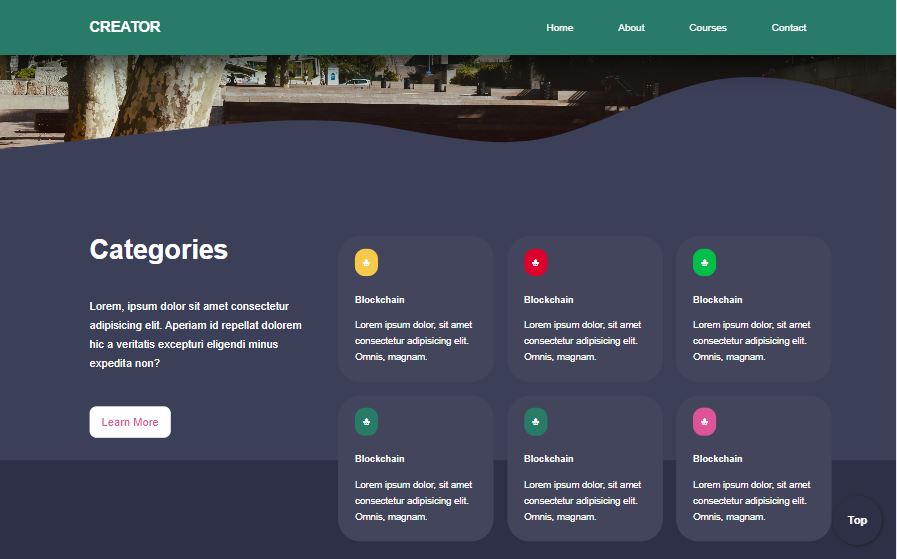 CREATOR
Home About Courses Contact
Categories
Lorem, ipsum dolor sit amet consectetur
adipisicing elit. Aperiam id repellat dolorem
hic a veritatis excepturi eligendi minus
expedita non?
Learn More
Blockchain
Lorem ipsum dolor, sit amet
consectetur adipisicing elit.
Omnis, magnam.
Blockchain
Lorem ipsum dolor, sit amet
consectetur adipisicing elit.
Omnis, magnam.
Blockchain
Lorem ipsum dolor, sit amet
consectetur adipisicing elit.
Omnis, magnam.
Blockchain
Lorem ipsum dolor, sit amet
consectetur adipisicing elit.
Omnis, magnam.
Blockchain
Lorem ipsum dolor, sit amet
consectetur adipisicing elit.
Omnis, magnam.
Blockchain
Lorem ipsum dolor, sit amet
consectetur adipisicing elit.
Omnis, magnam.
Top